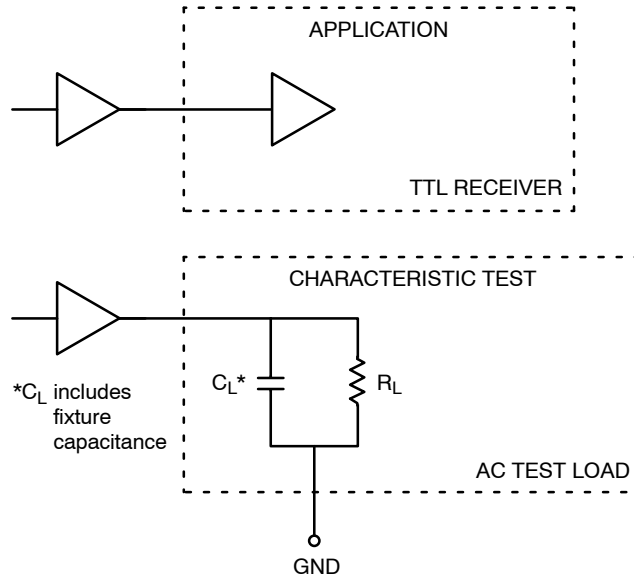 APPLICATION
TTL RECEIVER
CHARACTERISTIC TEST
*CL includes
fixture
capacitance
CL*
RL
AC TEST LOAD
GND